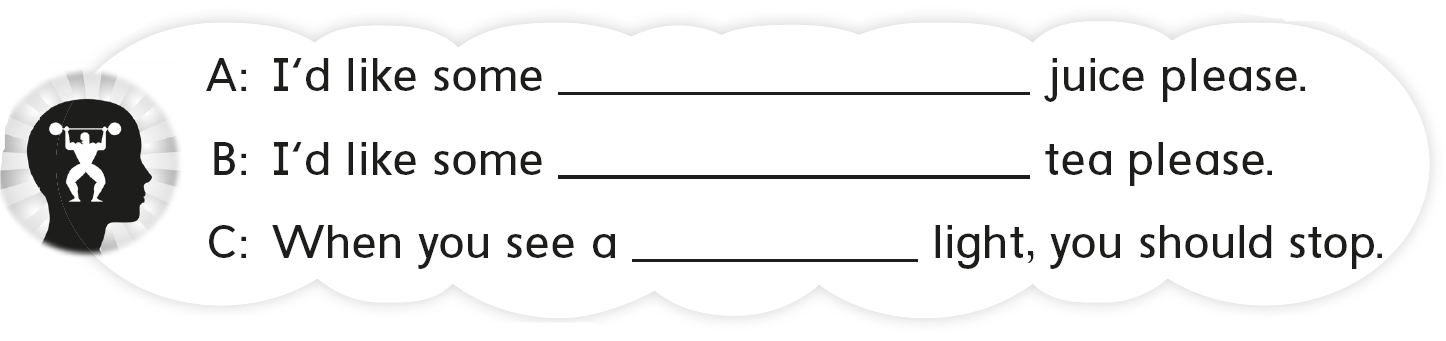 A: I'd like some ____________________ juice please.
B: I'd like some ____________________ tea please.
C: When you see a ____________ light, you should stop.